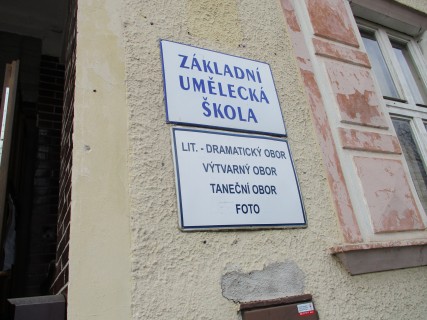 ZÁKLADNÍ
UMĚLECKÁ
ŠKOLA
LIT. - DRAMATICKÝ OBOR
VÝTVARNÝ OBOR
TANEČNÍ OBOR
FOTO